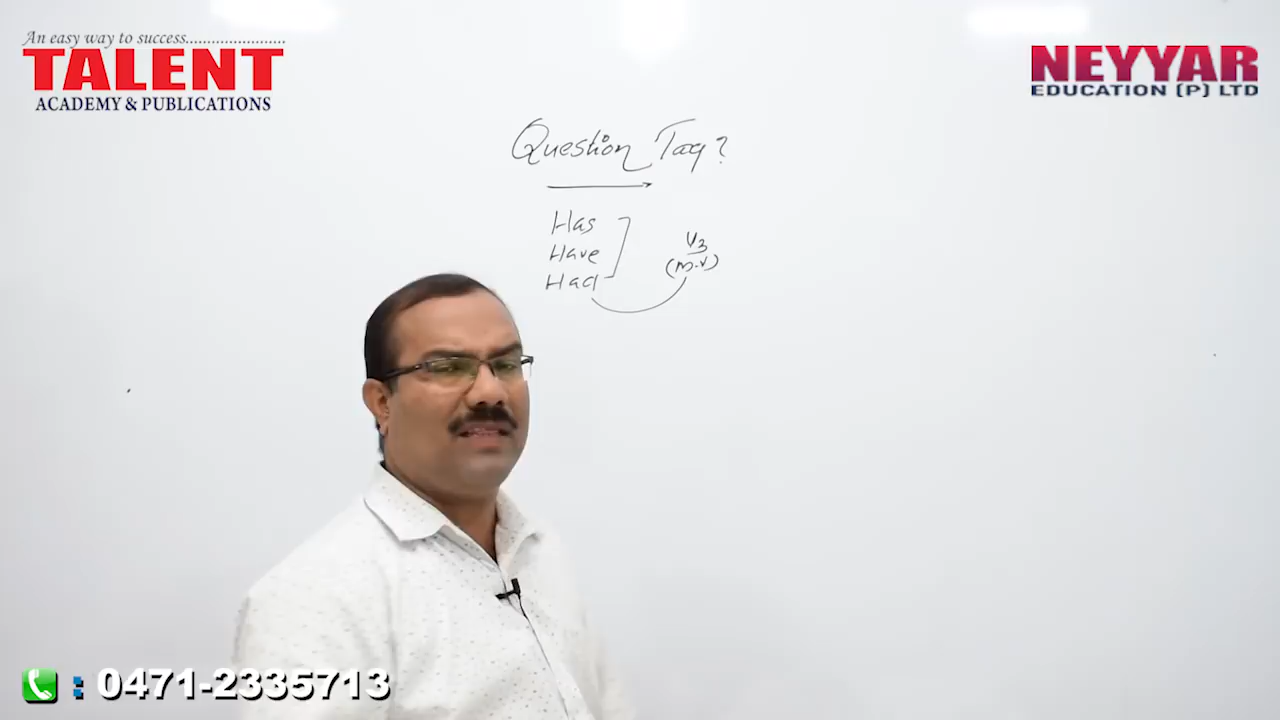 An easy way to success........................
TALENT
ACADEMY & PUBLICATIONS
NEYYAR
EDUCATION (P) LTD
Question Tag?
Has
Have
Had
V3
(m.v)
: 0471-2335713